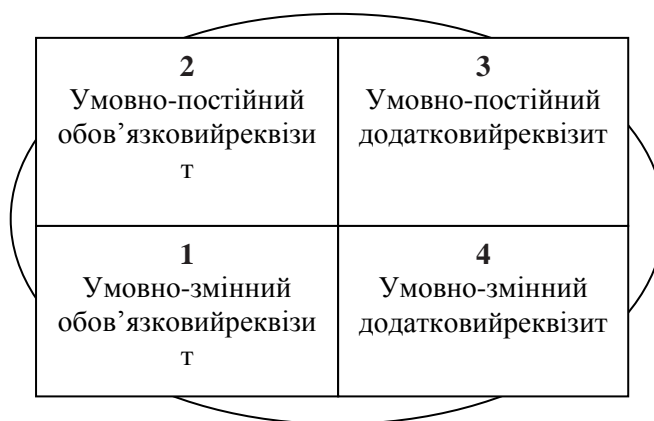 2
Умовно-постійний
обов’язковийреквізи
т
3
Умовно-постійний
додатковийреквізит
1
Умовно-змінний
обов’язковийреквізи
т
4
Умовно-змінний
додатковийреквізит